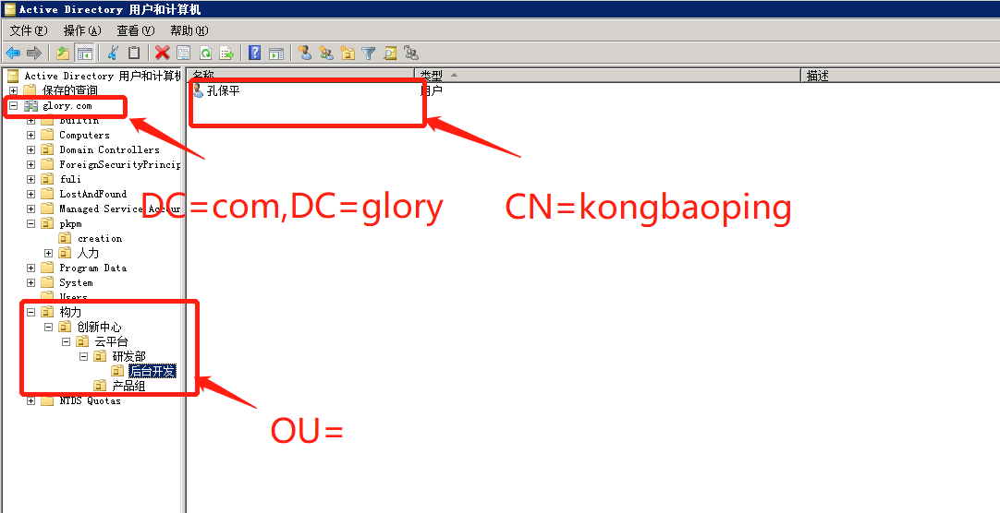 Active Directory 用户和计算机
文件(F) 操作(A) 查看(V) 帮助(H)
Active Directory 用户和计算机
保存的查询
glory.com
Builtin
Computers
Domain Controllers
ForeignSecurityPrincip
fuli
LostAndFound
Managed Service Accoun
pkpm
creation
人力
Program Data
System
Users
构力
创新中心
云平台
研发部
后台开发
产品组
NTDS Quotas
名称 类型 描述
孔保平 用户
DC=com,DC=glory
CN=kongbaoping
OU=